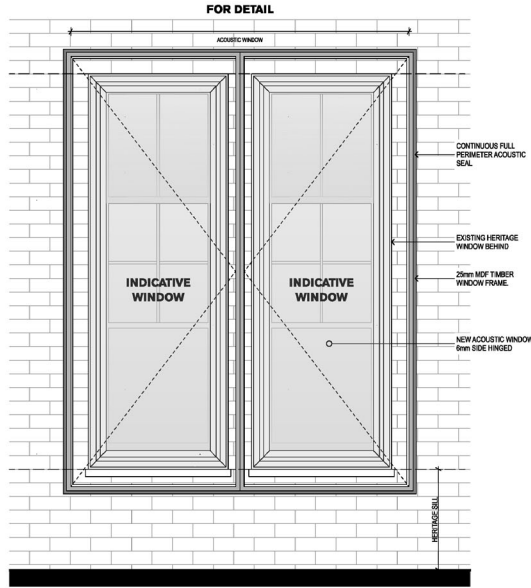 FOR DETAIL
ACOUSTIC WINDOW
CONTINUOUS FULL
PERIMETER ACOUSTIC
SEAL
EXISTING HERITAGE
WINDOW BEHIND
25mm MDF TIMBER
WINDOW FRAME.
INDICATIVE
WINDOW
INDICATIVE
WINDOW
NEW ACOUSTIC WINDOW
6mm SIDE HINGED
HERITAGE SILL